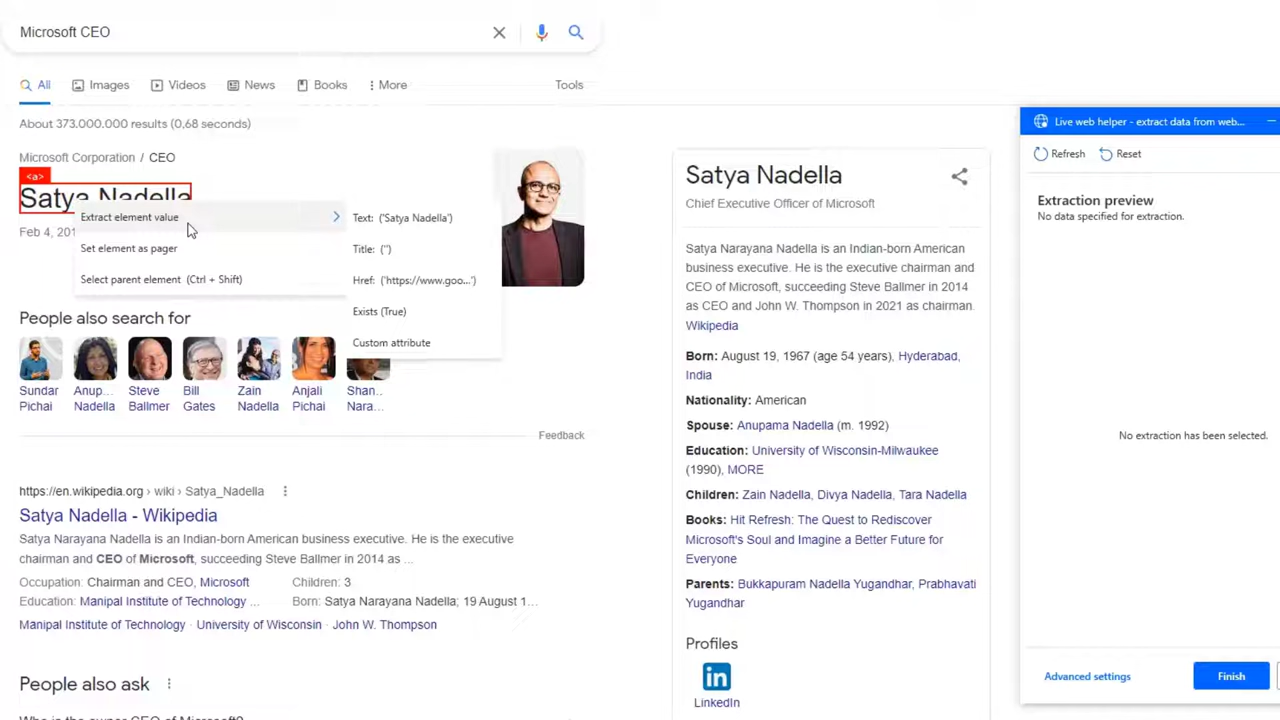 Microsoft CEO
All
Images
Videos
News
Books
More
Tools
About 373.000.000 results (0,68 seconds)
Microsoft Corporation / CEO
<a>
Satya Nadella
Feb 4, 201
Extract element value
Set element as pager
Select parent element (Ctrl + Shift)
Text: ('Satya Nadella')
Title: ('')
Href: ('https://www.goo...')
Exists (True)
Custom attribute
People also search for
Sundar
Pichai
Anup...
Nadella
Steve
Ballmer
Bill
Gates
Zain
Nadella
Anjali
Pichai
Shan...
Nara...
Feedback
https://en.wikipedia.org › wiki › Satya_Nadella
Satya Nadella - Wikipedia
Satya Narayana Nadella is an Indian-born American business executive. He is the executive
chairman and CEO of Microsoft, succeeding Steve Ballmer in 2014 as ...
Occupation: Chairman and CEO, Microsoft
Children: 3
Education: Manipal Institute of Technology ...
Born: Satya Narayana Nadella; 19 August 1...
Manipal Institute of Technology · University of Wisconsin · John W. Thompson
People also ask
Who is the owner CEO of Microsoft?
Satya Nadella
Chief Executive Officer of Microsoft
Satya Narayana Nadella is an Indian-born American
business executive. He is the executive chairman and
CEO of Microsoft, succeeding Steve Ballmer in 2014
as CEO and John W. Thompson in 2021 as chairman.
Wikipedia
Born: August 19, 1967 (age 54 years), Hyderabad,
India
Nationality: American
Spouse: Anupama Nadella (m. 1992)
Education: University of Wisconsin-Milwaukee
(1990), MORE
Children: Zain Nadella, Divya Nadella, Tara Nadella
Books: Hit Refresh: The Quest to Rediscover
Microsoft's Soul and Imagine a Better Future for
Everyone
Parents: Bukkapuram Nadella Yugandhar, Prabhavati
Yugandhar
Profiles
in
LinkedIn
Live web helper - extract data from web...
Refresh
Reset
Extraction preview
No data specified for extraction.
No extraction has been selected.
Advanced settings
Finish